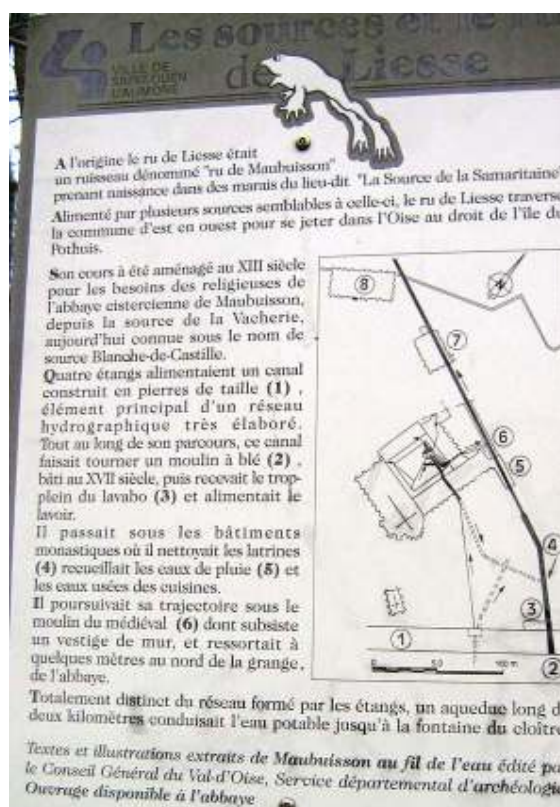 Les sources et le ru
de Liesse
VILLE DE
SAINT-OUEN
L'AUMONE
A l'origine le ru de Liesse était
un ruisseau dénommé "ru de Maubuisson"
prenant naissance dans des marais du lieu-dit. "La Source de la Samaritaine"
Alimenté par plusieurs sources semblables à celle-ci, le ru de Liesse traverse
la commune d'est en ouest pour se jeter dans l'Oise au droit de l'île du
Pothuis.
Son cours à été aménagé au XIII siècle
pour les besoins des religieuses de
l'abbaye cistercienne de Maubuisson,
depuis la source de la Vacherie,
aujourd'hui connue sous le nom de
source Blanche-de-Castille.
Quatre étangs alimentaient un canal
construit en pierres de taille (1) ,
élément principal d'un réseau
hydrographique très élaboré.
Tout au long de son parcours, ce canal
faisait tourner un moulin à blé (2) ,
bâti au XVII siècle, puis recevait le trop-
plein du lavabo (3) et alimentait le
lavoir.
Il passait sous les bâtiments
monastiques où il nettoyait les latrines
(4) recueillait les eaux de pluie (5) et
les eaux usées des cuisines.
Il poursuivait sa trajectoire sous le
moulin du médiéval (6) dont subsiste
un vestige de mur, et ressortait à
quelques mètres au nord de la grange,
de l'abbaye.
8
7
6
5
4
3
1
2
0 50 100 m
Totalement distinct du réseau formé par les étangs, un aqueduc long d
deux kilomètres conduisait l'eau potable jusqu'à la fontaine du cloître
Textes et illustrations extraits de Maubuisson au fil de l'eau édité pa
le Conseil Général du Val-d'Oise, Service départemental d'archéologi
Ouvrage disponible à l'abbaye